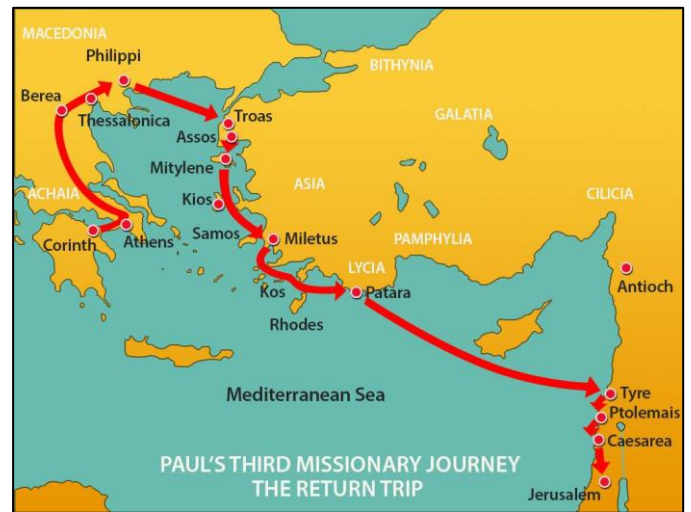 MACEDONIA
Philippi
BITHYNIA
Berea
Troas
Thessalonica
Assos
GALATIA
Mitylene
ASIA
ACHAIA
Kios
CILICIA
Samos
Miletus
PAMPHYLIA
Corinth
Athens
LYCIA
Antioch
Kos
Patara
Rhodes
Mediterranean Sea
Tyre
Ptolemais
Caesarea
PAUL'S THIRD MISSIONARY JOURNEY
THE RETURN TRIP
Jerusalem